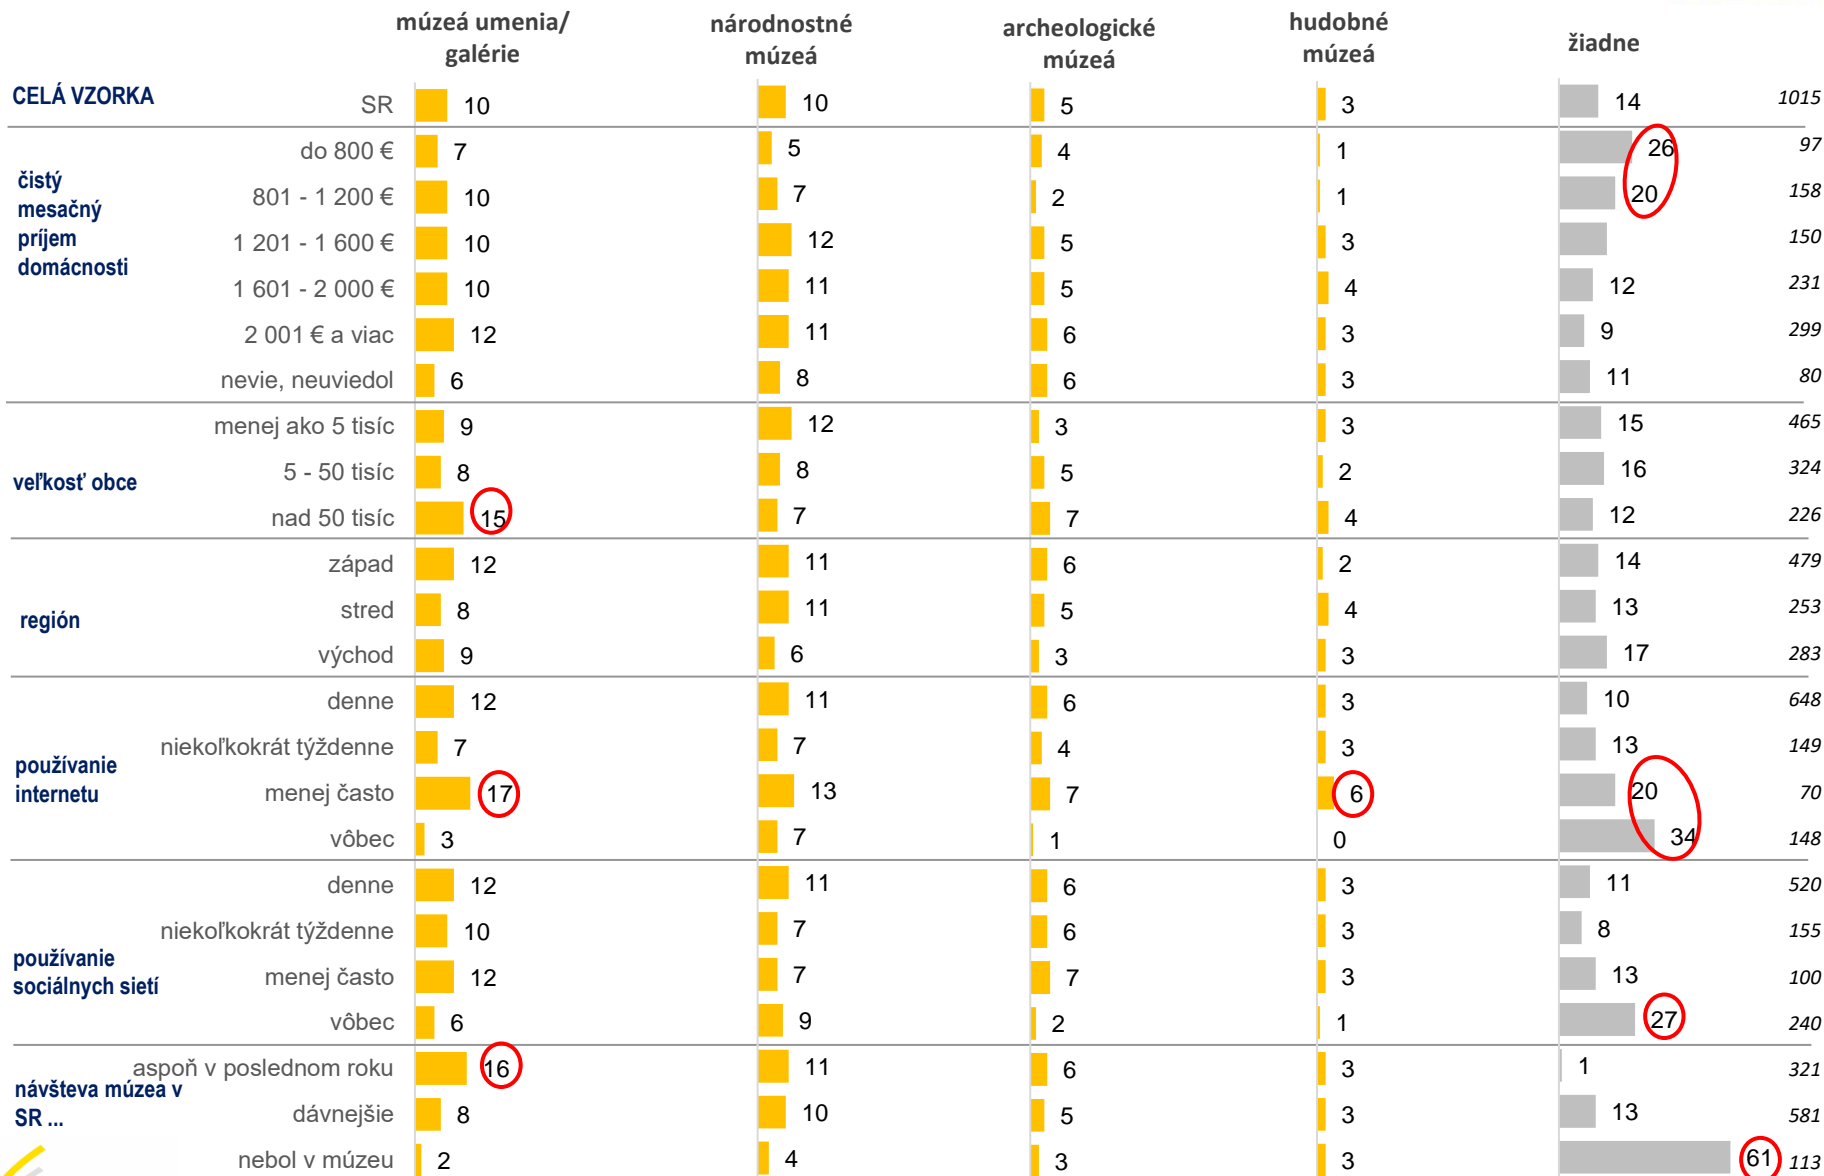 múzeá umenia/
galérie
národnostné
múzeá
archeologické
múzeá
hudobné
múzeá
žiadne
CELÁ VZORKA
SR 10 10 5 3 14 1015
čistý
mesačný
príjem
domácnosti
do 800 € 7 5 4 1 26 97
801 - 1 200 € 10 7 2 1 20 158
1 201 - 1 600 € 10 12 5 3 150
1 601 - 2 000 € 10 11 5 4 12 231
2 001 € a viac 12 11 6 3 9 299
nevie, neuviedol 6 8 6 3 11 80
veľkosť obce
menej ako 5 tisíc 9 12 3 3 15 465
5 - 50 tisíc 8 8 5 2 16 324
nad 50 tisíc 15 7 7 4 12 226
región
západ 12 11 6 2 14 479
stred 8 11 5 4 13 253
východ 9 6 3 3 17 283
používanie
internetu
denne 12 11 6 3 10 648
niekoľkokrát týždenne 7 7 4 3 13 149
menej často 17 13 7 6 20 70
vôbec 3 7 1 0 34 148
používanie
sociálnych sietí
denne 12 11 6 3 11 520
niekoľkokrát týždenne 10 7 6 3 8 155
menej často 12 7 7 3 13 100
vôbec 6 9 2 1 27 240
návšteva múzea v
SR ...
aspoň v poslednom roku 16 11 6 3 1 321
dávnejšie 8 10 5 3 13 581
nebol v múzeu 2 4 3 3 61 113